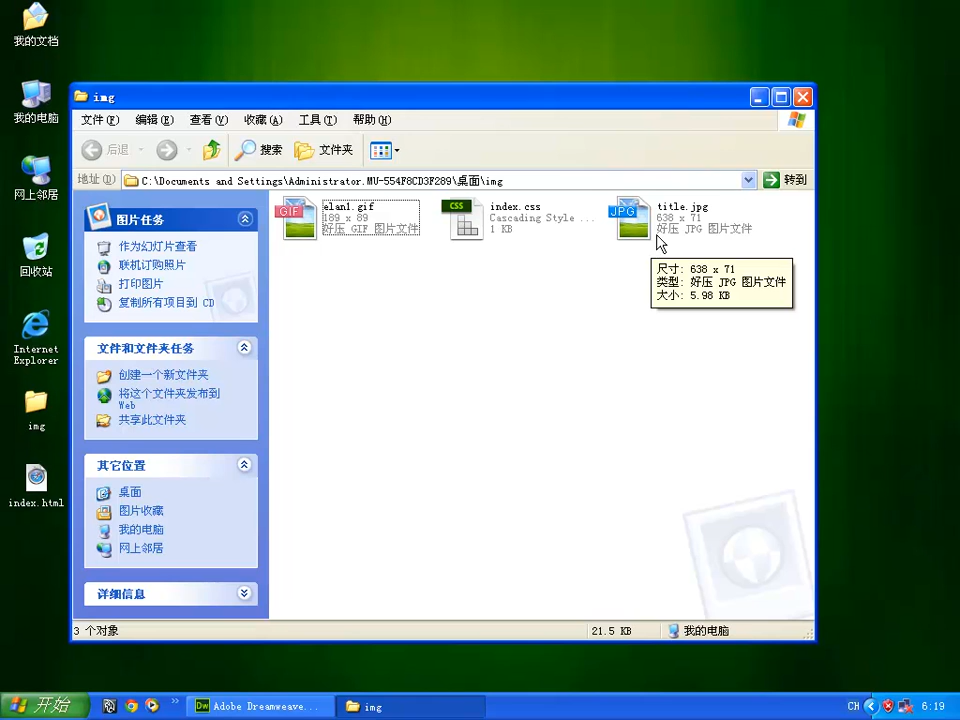 我的文档
我的电脑
网上邻居
回收站
Internet
Explorer
img
index.html
img
文件(F) 编辑(E) 查看(V) 收藏(A) 工具(T) 帮助(H)
后退 搜索 文件夹
地址(D) C:\Documents and Settings\Administrator.MU-554F8CD3F289\桌面\img 转到
图片任务
作为幻灯片查看
联机订购照片
打印图片
复制所有项目到 CD
文件和文件夹任务
创建一个新文件夹
将这个文件夹发布到
Web
共享此文件夹
其它位置
桌面
图片收藏
我的电脑
网上邻居
详细信息
GIF
elan1.gif
189 x 89
好压 GIF 图片文件
CSS
index.css
Cascading Style ...
1 KB
JPG
title.jpg
638 x 71
好压 JPG 图片文件
尺寸: 638 x 71
类型: 好压 JPG 图片文件
大小: 5.98 KB
3 个对象 21.5 KB 我的电脑
开始 Dw Adobe Dreamweave... img CH 6:19